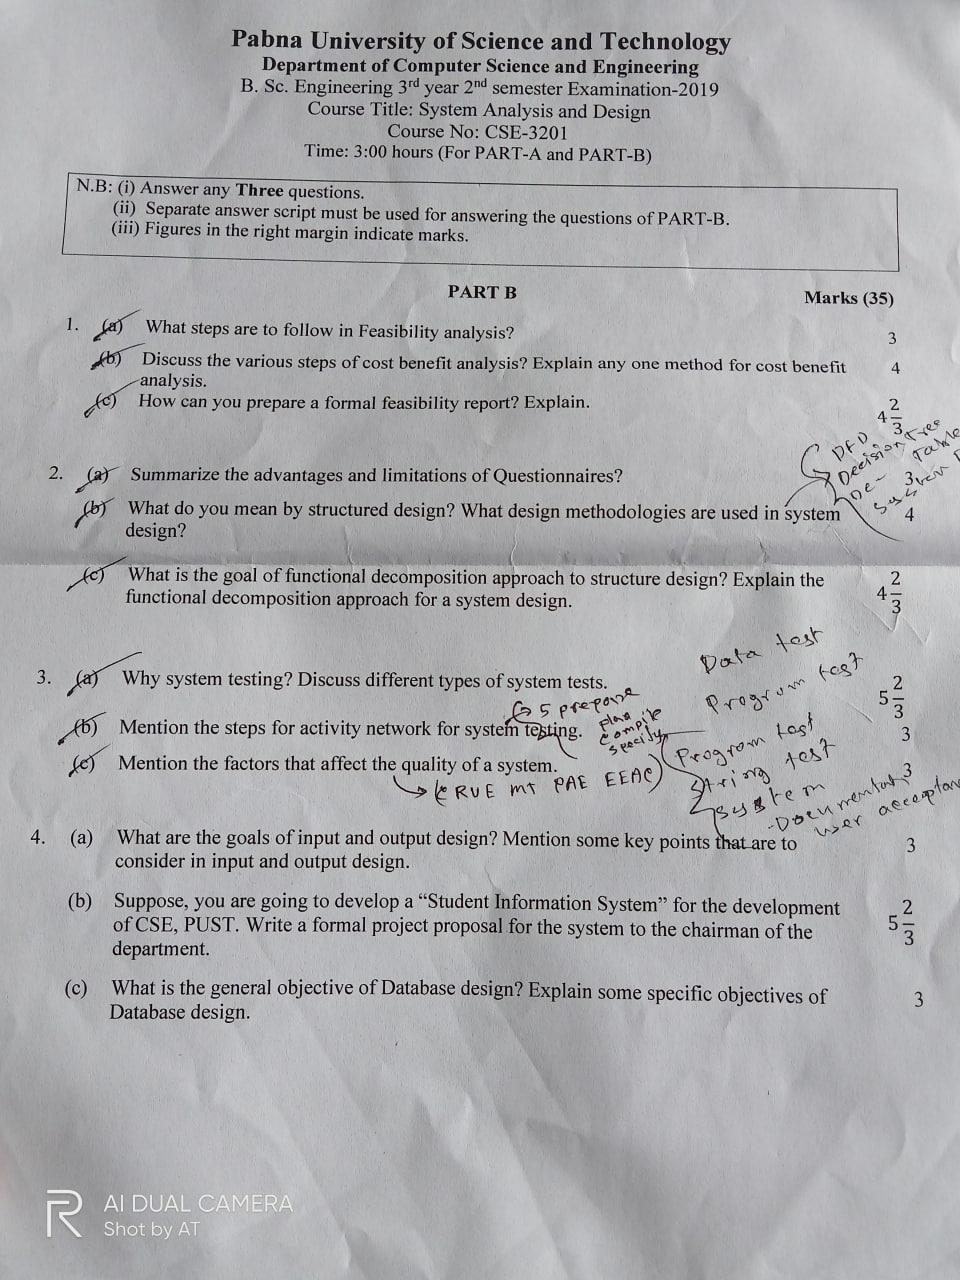 Pabna University of Science and Technology
Department of Computer Science and Engineering
B. Sc. Engineering 3rd year 2nd semester Examination-2019
Course Title: System Analysis and Design
Course No: CSE-3201
Time: 3:00 hours (For PART-A and PART-B)
N.B: (i) Answer any Three questions.
(ii) Separate answer script must be used for answering the questions of PART-B.
(iii) Figures in the right margin indicate marks.
PART B
Marks (35)
1. (a) What steps are to follow in Feasibility analysis? 3
(b) Discuss the various steps of cost benefit analysis? Explain any one method for cost benefit 4
analysis.
(c) How can you prepare a formal feasibility report? Explain. 4 2/3
DFD
Decision Tree
De- Table
System
2. (a) Summarize the advantages and limitations of Questionnaires? 3
(b) What do you mean by structured design? What design methodologies are used in system 4
design?
(c) What is the goal of functional decomposition approach to structure design? Explain the 4 2/3
functional decomposition approach for a system design.
Data test
Program test
3. (a) Why system testing? Discuss different types of system tests. 5 2/3
5 prepare
plan
compile
specify
(b) Mention the steps for activity network for system testing. 3
Program test
String test
System
-Documentat
user acceptan
(c) Mention the factors that affect the quality of a system. 3
RUE MT PAE EEAC
4. (a) What are the goals of input and output design? Mention some key points that are to 3
consider in input and output design.
(b) Suppose, you are going to develop a “Student Information System” for the development 5 2/3
of CSE, PUST. Write a formal project proposal for the system to the chairman of the
department.
(c) What is the general objective of Database design? Explain some specific objectives of 3
Database design.
R AI DUAL CAMERA
Shot by AT